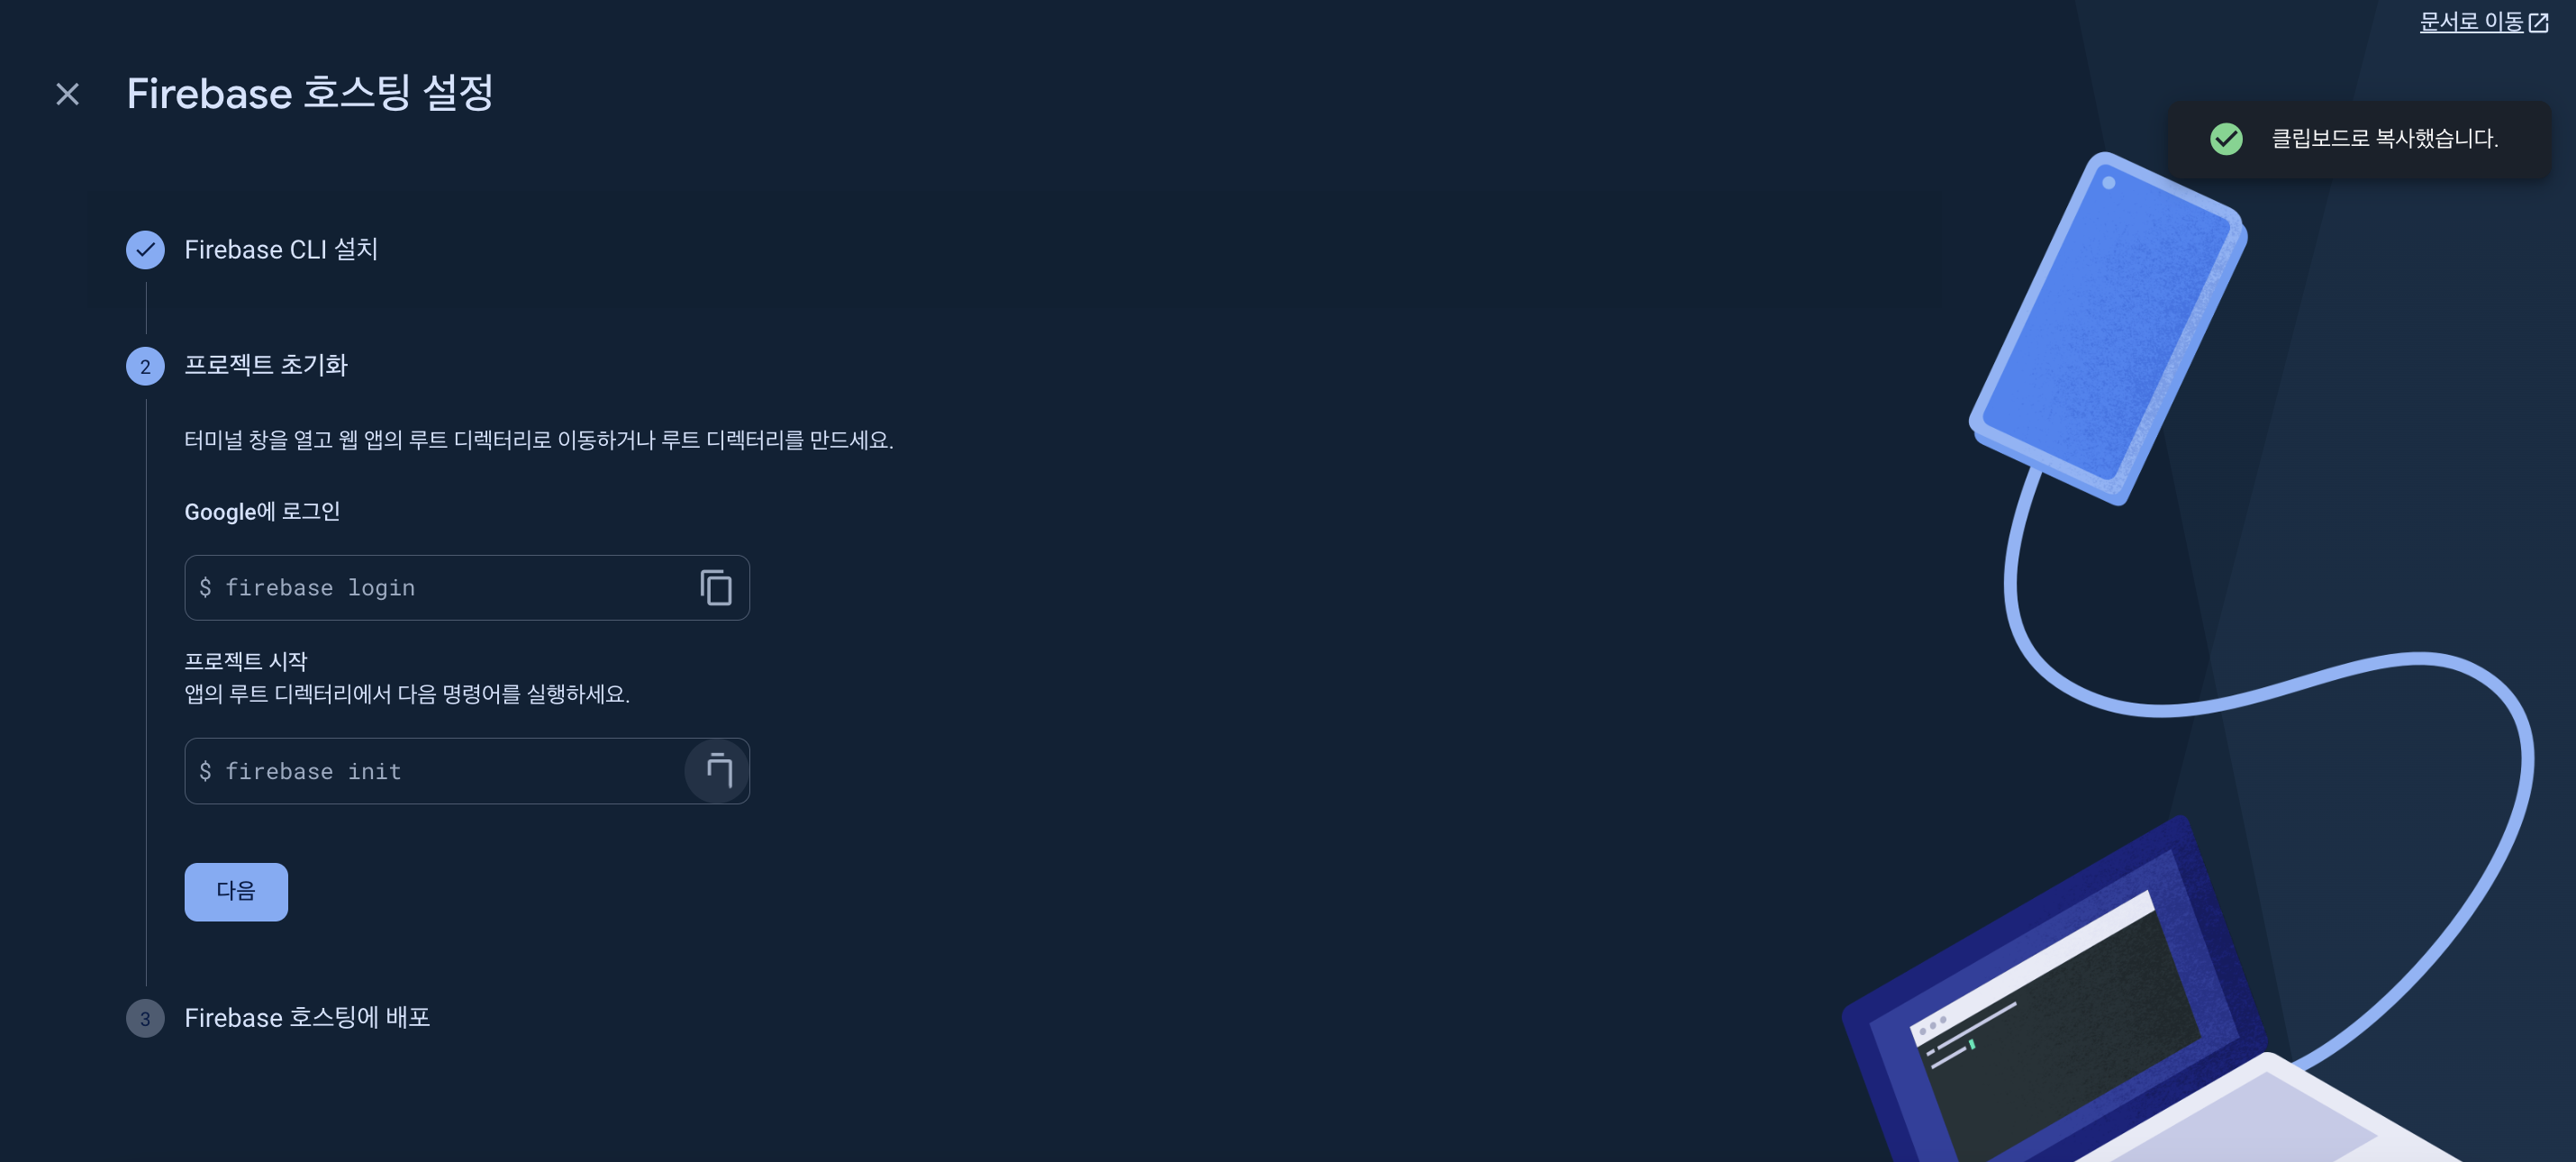 문서로 이동
Firebase 호스팅 설정
클립보드로 복사했습니다.
Firebase CLI 설치
2 프로젝트 초기화
터미널 창을 열고 웹 앱의 루트 디렉터리로 이동하거나 루트 디렉터리를 만드세요.
Google에 로그인
$ firebase login
프로젝트 시작
앱의 루트 디렉터리에서 다음 명령어를 실행하세요.
$ firebase init
다음
3 Firebase 호스팅에 배포